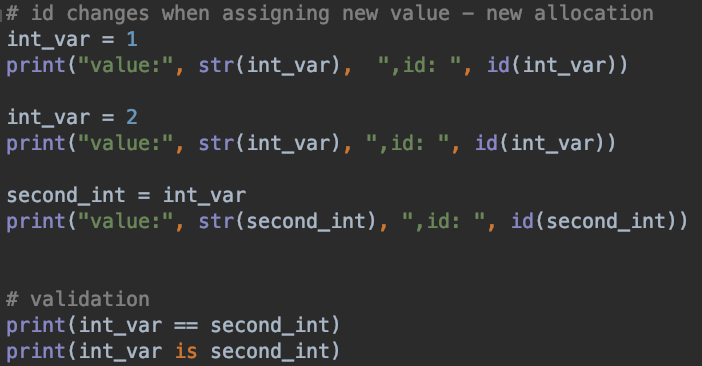 # id changes when assigning new value – new allocation
int_var = 1
print("value:", str(int_var),  ",id: ", id(int_var))
int_var = 2
print("value:", str(int_var), ",id: ", id(int_var))
second_int = int_var
print("value:", str(second_int), ",id: ", id(second_int))
# validation
print(int_var == second_int)
print(int_var is second_int)